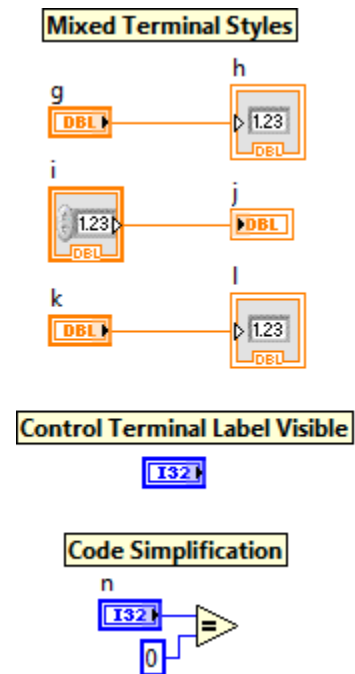 Mixed Terminal Styles
g
h
DBL
1.23
DBL
i
j
1.23
DBL
DBL
k
l
DBL
1.23
DBL
Control Terminal Label Visible
I32
Code Simplification
n
I32
=
0